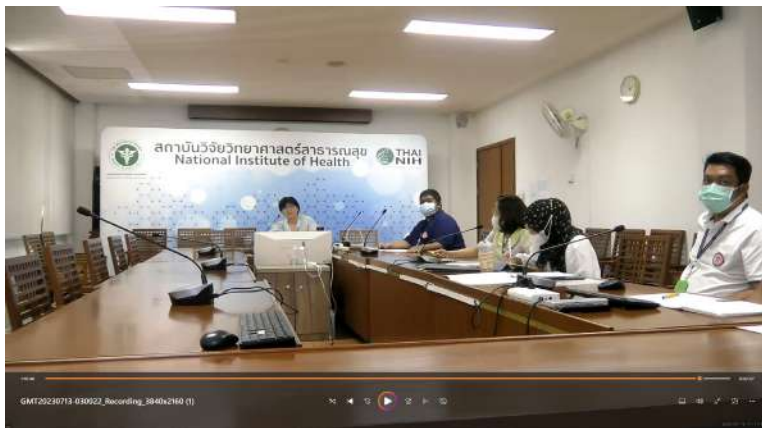 สถาบันวิจัยวิทยาศาสตร์สาธารณสุข
National Institute of Health
THAI
NIH
GMT20230713-030022_Recording_3840x2160 (1)